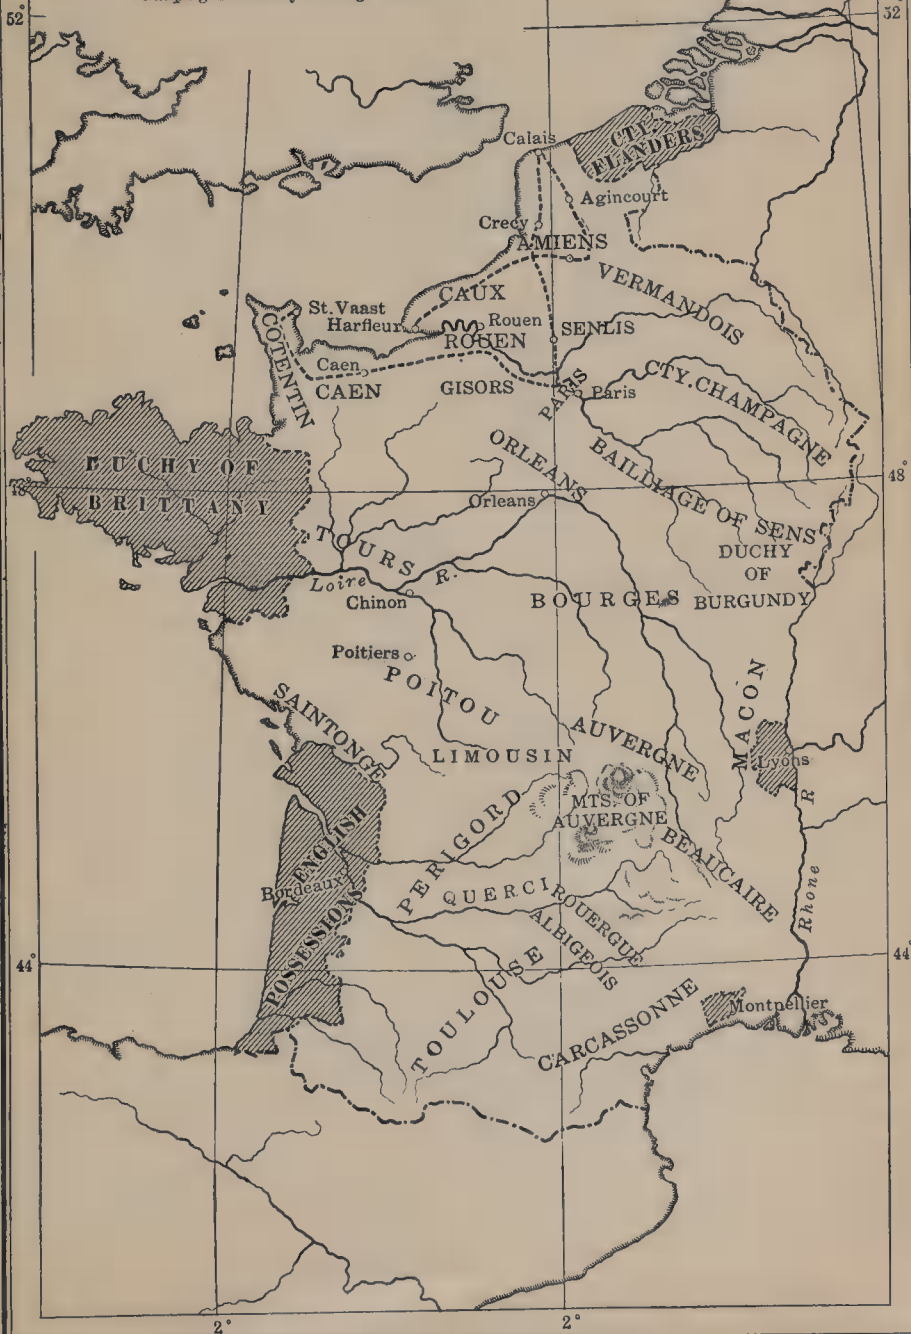 52°
52°
CTY.
FLANDERS
Calais
Agincourt
Crecy
AMIENS
VERMANDOIS
CAUX
St. Vaast
Harfleur
Rouen
ROUEN
SENLIS
COTENTIN
Caen
CAEN
GISORS
PARIS
Paris
CTY. CHAMPAGNE
ORLEANS
BAILLIAGE OF SENS
DUCHY OF
BRITTANY
48°
48°
Orleans
TOURS
DUCHY
OF
BURGUNDY
Loire R.
Chinon
BOURGES
Poitiers
POITOU
SAINTONGE
MACON
AUVERGNE
LIMOUSIN
Lyons
MTS. OF
AUVERGNE
PERIGORD
ENGLISH
POSSESSIONS
Bordeaux
BEAUCAIRE
QUERCI
ROUERGUE
ALBIGEOIS
Rhone R
44°
44°
TOULOUSE
CARCASSONNE
Montpellier
2°
2°